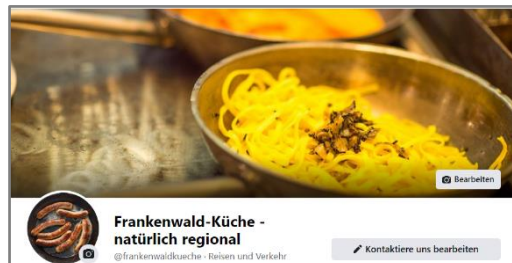 Bearbeiten
Frankenwald-Küche -
natürlich regional
@frankenwaldkueche · Reisen und Verkehr
Kontaktiere uns bearbeiten